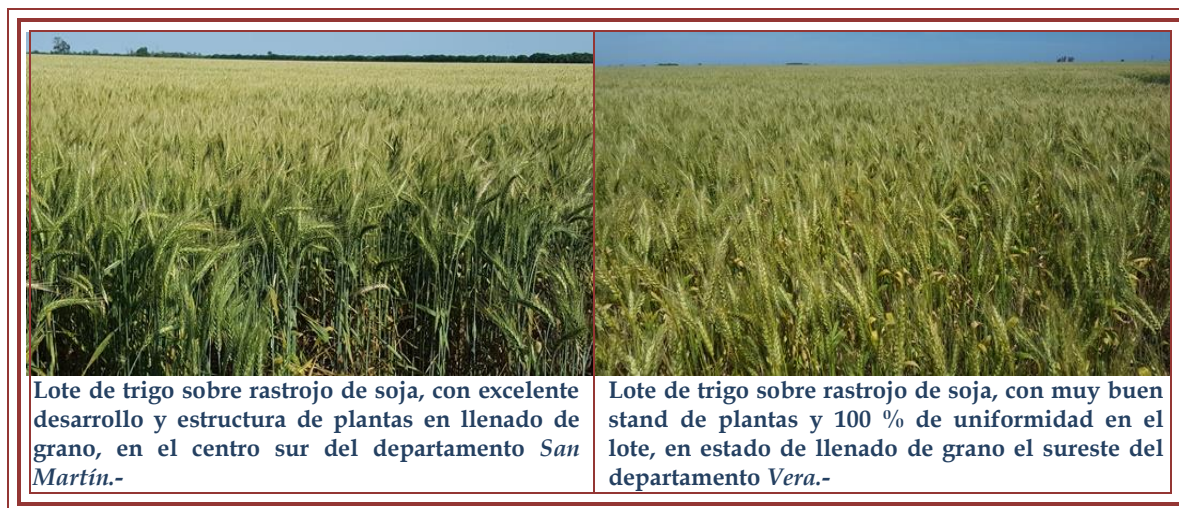 Lote de trigo sobre rastrojo de soja, con excelente
desarrollo y estructura de plantas en llenado de
grano, en el centro sur del departamento San
Martín.-
Lote de trigo sobre rastrojo de soja, con muy buen
stand de plantas y 100 % de uniformidad en el
lote, en estado de llenado de grano el sureste del
departamento Vera.-